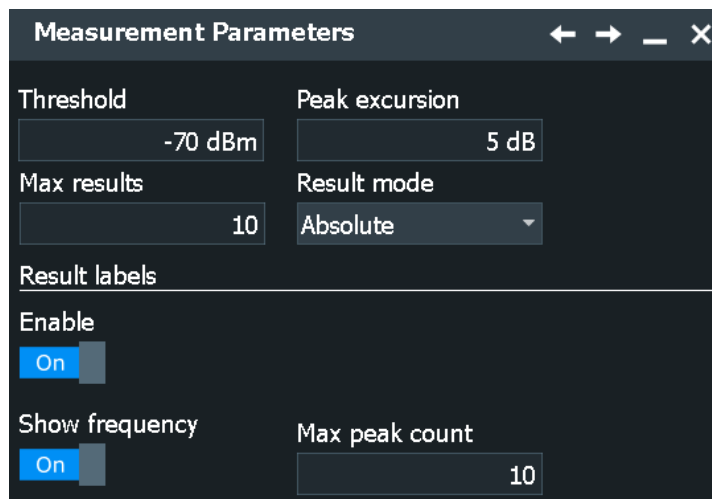 Measurement Parameters
Threshold Peak excursion
-70 dBm 5 dB
Max results Result mode
10 Absolute
Result labels
Enable
On
Show frequency Max peak count
On 10